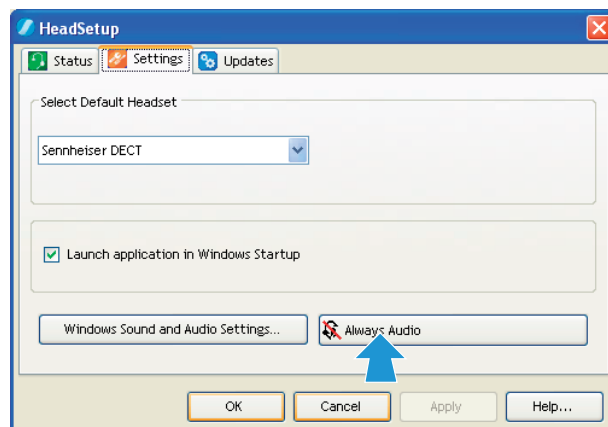 HeadSetup
Status Settings Updates
Select Default Headset
Sennheiser DECT
Launch application in Windows Startup
Windows Sound and Audio Settings... Always Audio
OK Cancel Apply Help...